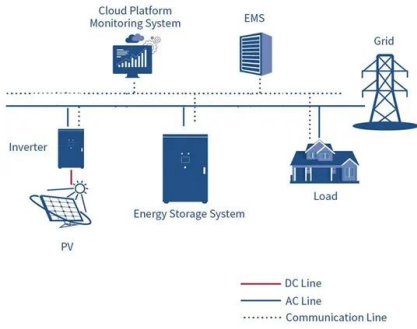 Cloud Platform
Monitoring System
EMS
Grid
Inverter
Energy Storage System
Load
PV
DC Line
AC Line
Communication Line